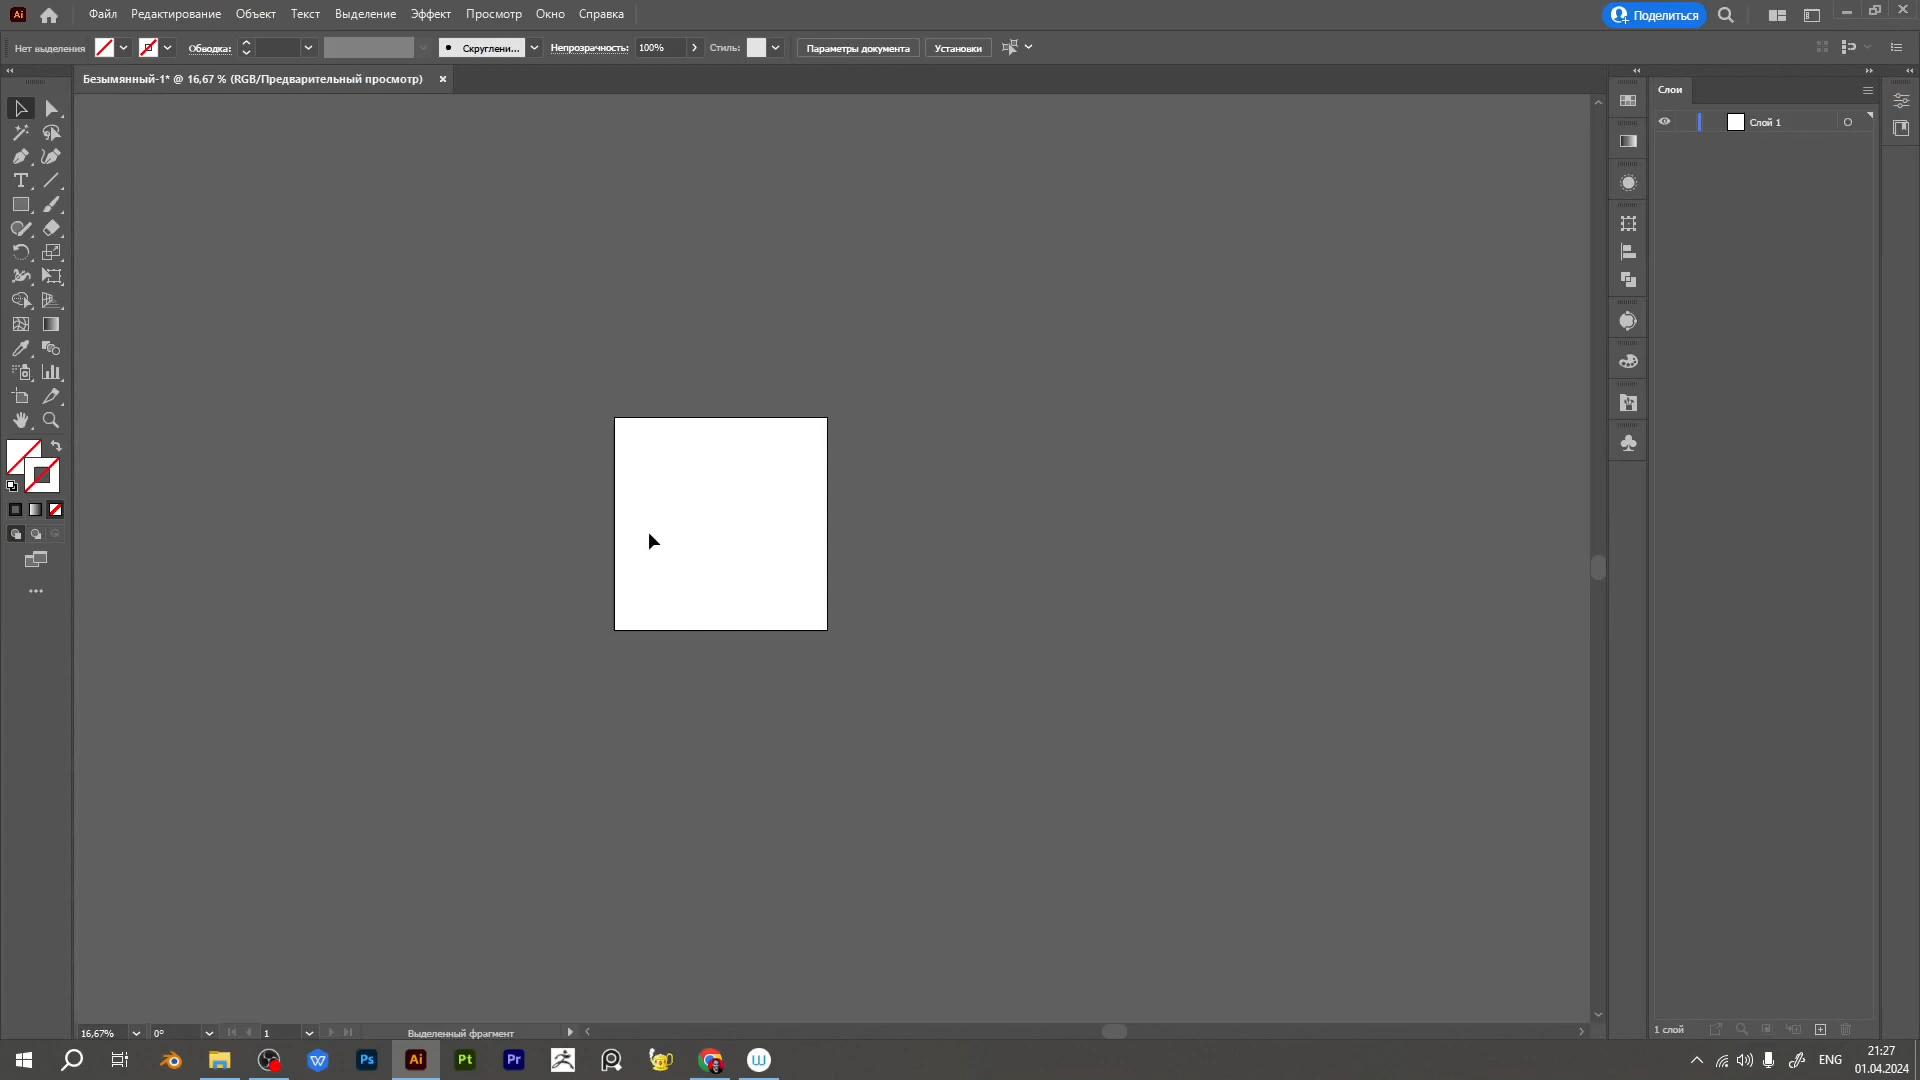 Ai Файл Редактирование Объект Текст Выделение Эффект Просмотр Окно Справка Поделиться
Нет выделения Обводка: Скруглени... Непрозрачность: 100% Стиль: Параметры документа Установки
Безымянный-1* @ 16,67 % (RGB/Предварительный просмотр) ×
Слои
Слой 1
16,67% 0° 1 Выделенный фрагмент
1 слой
Ps Ai Pt Pr ENG 21:27
01.04.2024